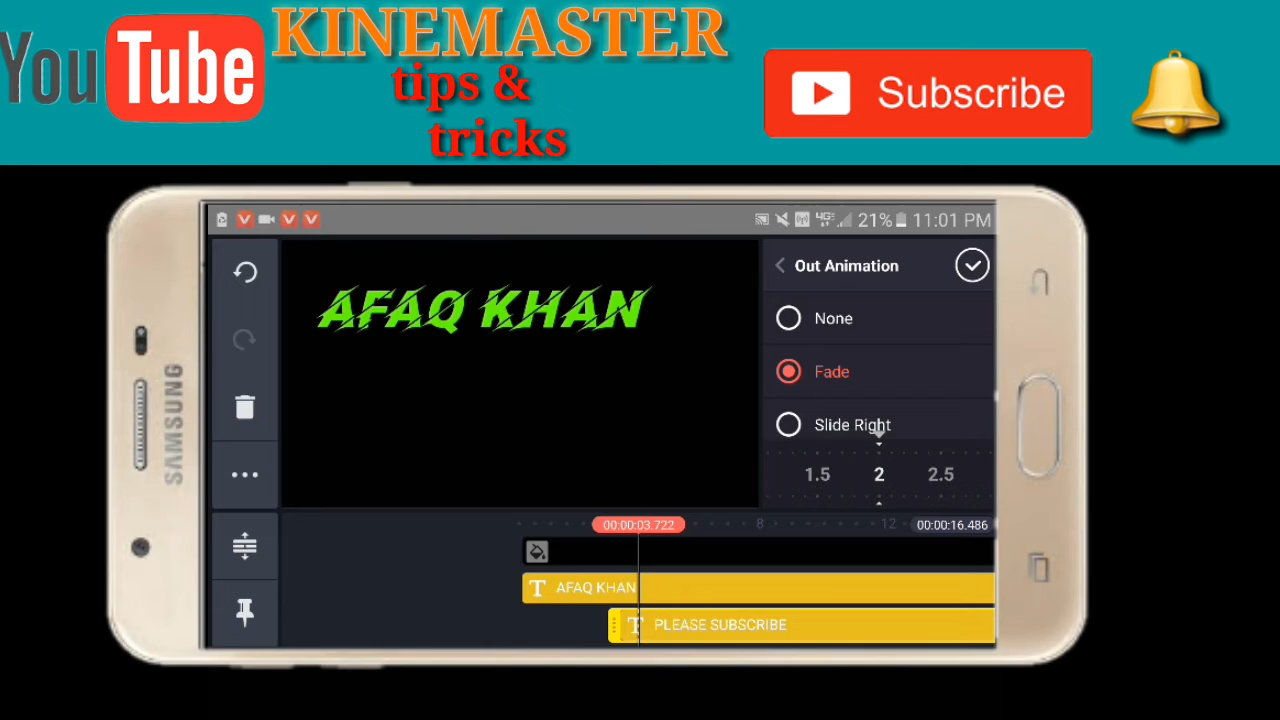 YouTube
KINEMASTER
tips &
tricks
Subscribe
SAMSUNG
4GE 21% 11:01 PM
AFAQ KHAN
Out Animation
None
Fade
Slide Right
1.5 2 2.5
00:00:03.722 8 12 00:00:16.486
T AFAQ KHAN
T PLEASE SUBSCRIBE